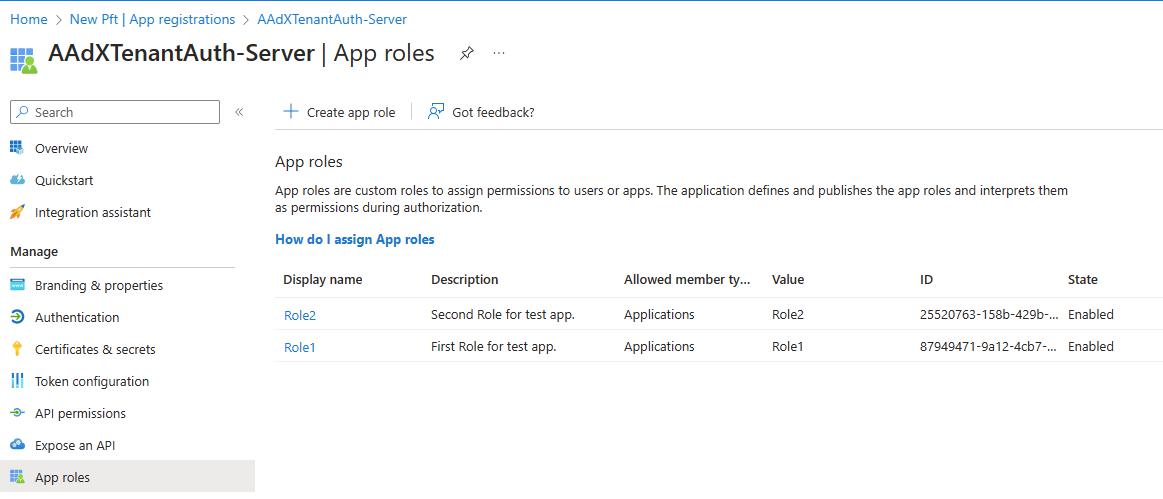 Home > New Pft | App registrations > AAdXTenantAuth-Server
AAdXTenantAuth-Server | App roles ...
Search «
Overview
Quickstart
Integration assistant
Manage
Branding & properties
Authentication
Certificates & secrets
Token configuration
API permissions
Expose an API
App roles
+ Create app role Got feedback?
App roles
App roles are custom roles to assign permissions to users or apps. The application defines and publishes the app roles and interprets them
as permissions during authorization.
How do I assign App roles
Display name Description Allowed member ty... Value ID State
Role2 Second Role for test app. Applications Role2 25520763-158b-429b-... Enabled
Role1 First Role for test app. Applications Role1 87949471-9a12-4cb7-... Enabled